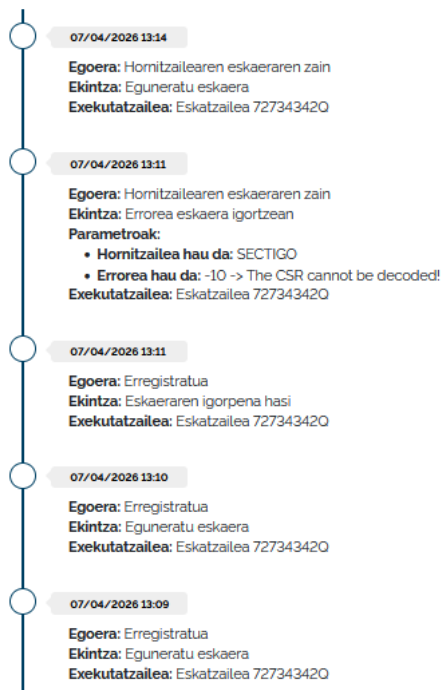 07/04/2026 13:14
Egoera: Hornitzailearen eskaeraren zain
Ekintza: Eguneratu eskaera
Exekutatzailea: Eskatzailea 72734342Q
07/04/2026 13:11
Egoera: Hornitzailearen eskaeraren zain
Ekintza: Errorea eskaera igortzean
Parametroak:
• Hornitzailea hau da: SECTIGO
• Errorea hau da: -10 -> The CSR cannot be decoded!
Exekutatzailea: Eskatzailea 72734342Q
07/04/2026 13:11
Egoera: Erregistratua
Ekintza: Eskaeraren igorpena hasi
Exekutatzailea: Eskatzailea 72734342Q
07/04/2026 13:10
Egoera: Erregistratua
Ekintza: Eguneratu eskaera
Exekutatzailea: Eskatzailea 72734342Q
07/04/2026 13:09
Egoera: Erregistratua
Ekintza: Eguneratu eskaera
Exekutatzailea: Eskatzailea 72734342Q